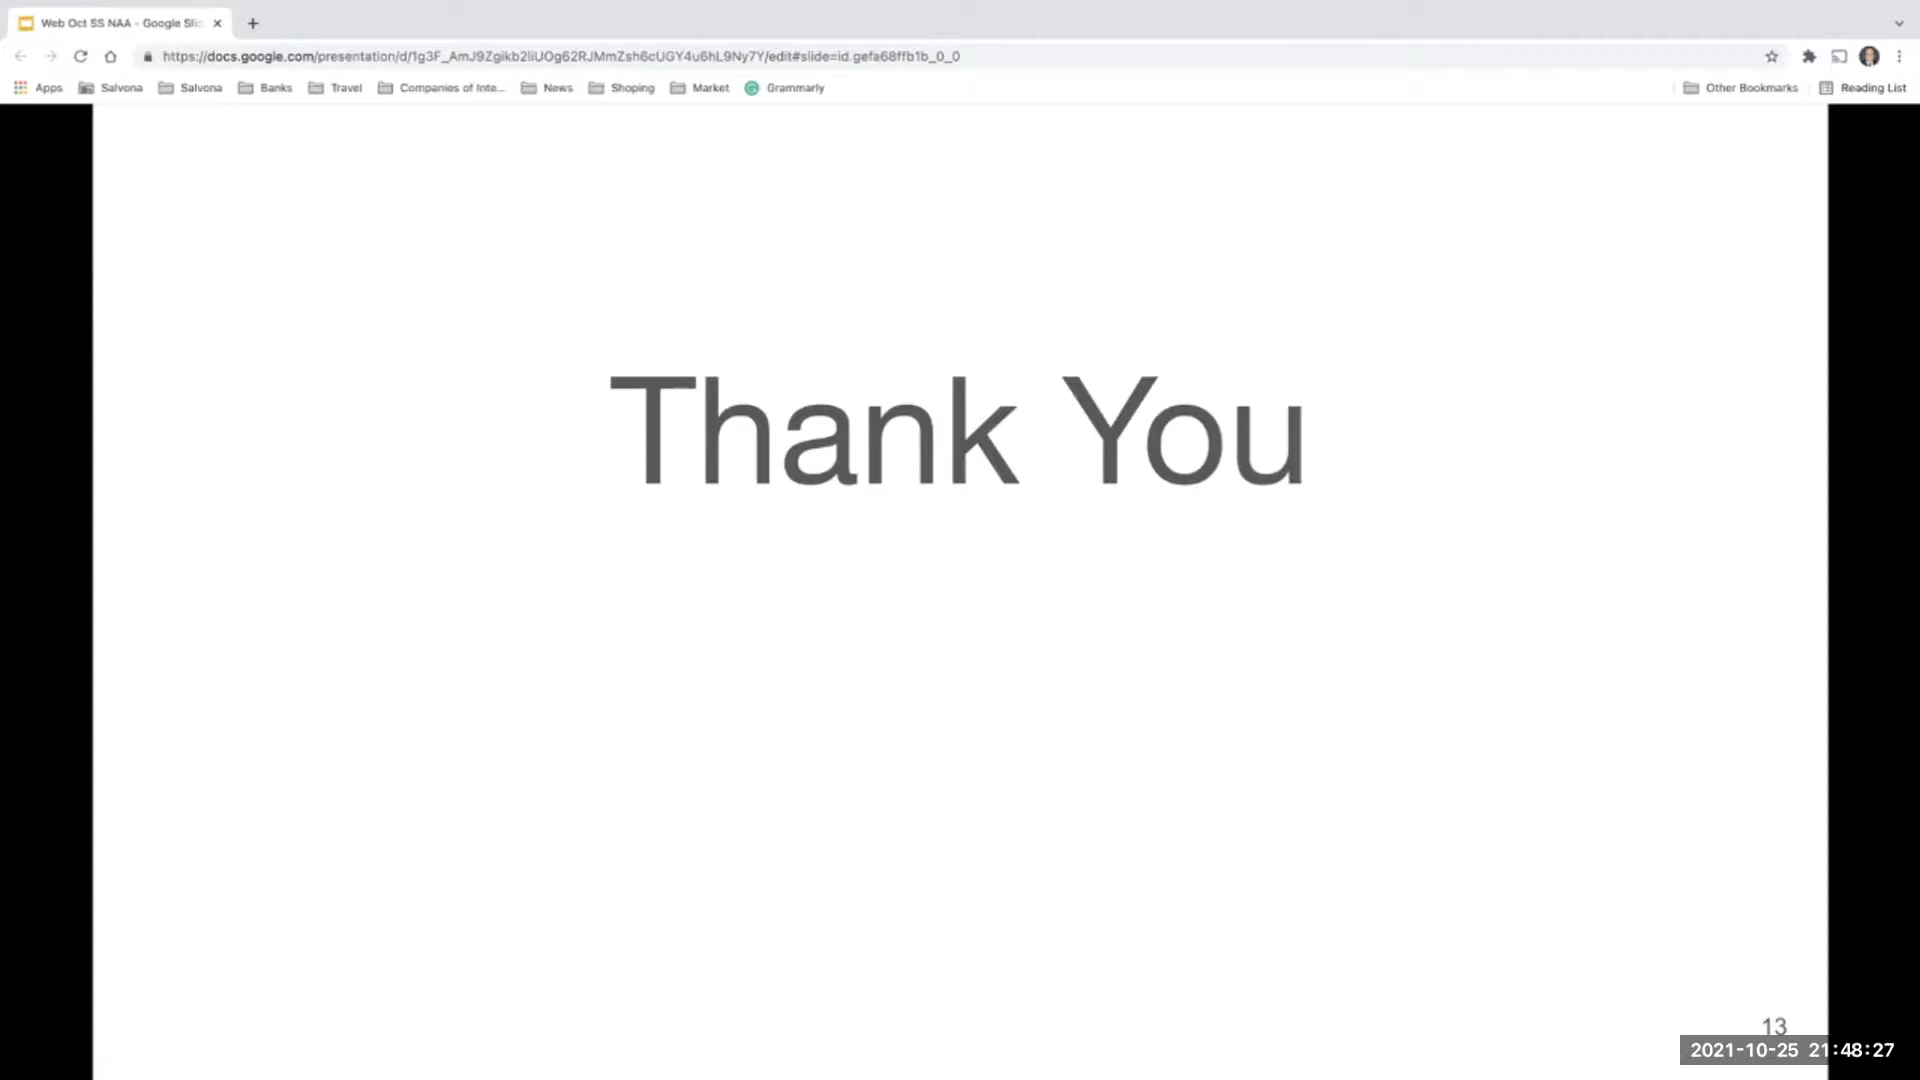 Web Oct SS NAA - Google Slic
https://docs.google.com/presentation/d/1g3F_AmJ9Zgikb2liUOg62RJMmZsh6cUGY4u6hL9Ny7Y/edit#slide=id.gefa68ffb1b_0_0
Apps Salvona Salvona Banks Travel Companies of Inte... News Shoping Market Grammarly Other Bookmarks Reading List
Thank You
13
2021-10-25 21:48:27